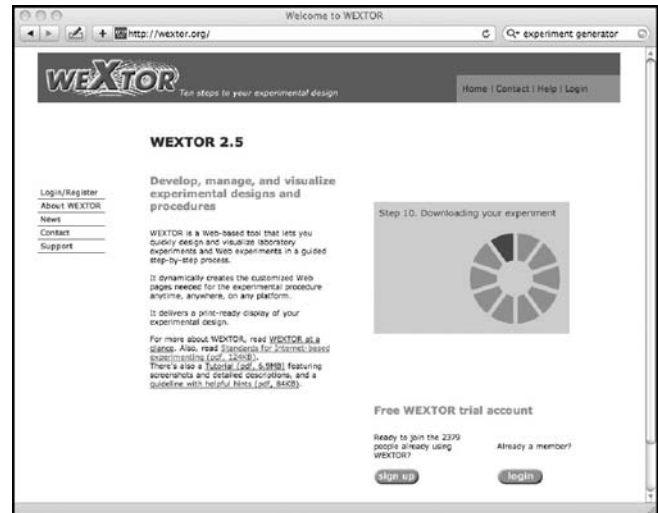 Welcome to WEXTOR
http://wextor.org/
experiment generator
WEXTOR
Ten steps to your experimental design
Home | Contact | Help | Login
WEXTOR 2.5
Login/Register
About WEXTOR
News
Contact
Support
Develop, manage, and visualize
experimental designs and
procedures
WEXTOR is a Web-based tool that lets you
quickly design and visualize laboratory
experiments and Web experiments in a guided
step-by-step process.
It dynamically creates the customized Web
pages needed for the experimental procedure
anytime, anywhere, on any platform.
It delivers a print-ready display of your
experimental design.
For more about WEXTOR, read WEXTOR at a
glance. Also, read Standards for Internet-based
experimenting (pdf, 124KB).
There's also a Tutorial (pdf, 6.9MB) featuring
screenshots and detailed descriptions, and a
guideline with helpful hints (pdf, 84KB).
Step 10. Downloading your experiment
Free WEXTOR trial account
Ready to join the 2379
people already using
WEXTOR?
Already a member?
sign up
login